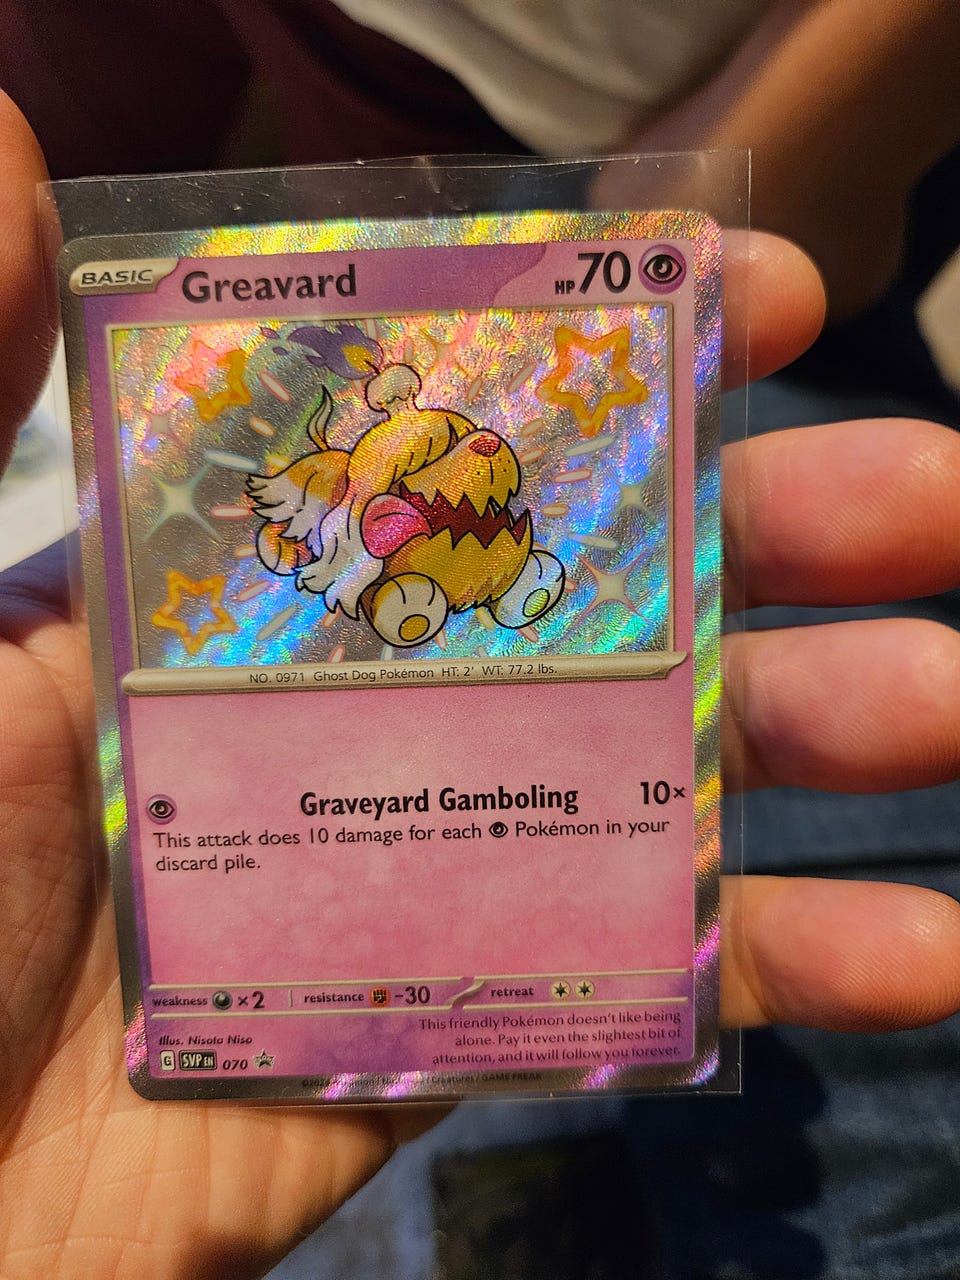 BASIC Greavard HP 70
NO. 0971 Ghost Dog Pokémon HT: 2' WT: 77.2 lbs.
Graveyard Gamboling 10×
This attack does 10 damage for each Pokémon in your
discard pile.
weakness ×2 resistance -30 retreat
This friendly Pokémon doesn't like being
alone. Pay it even the slightest bit of
attention, and it will follow you forever.
Illus. Nisota Niso
G SVP EN 070
Creatures / GAME FREAK